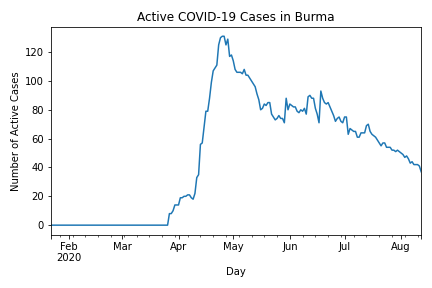 Active COVID-19 Cases in Burma
Number of Active Cases
120
100
80
60
40
20
0
Feb Mar Apr May Jun Jul Aug
2020
Day